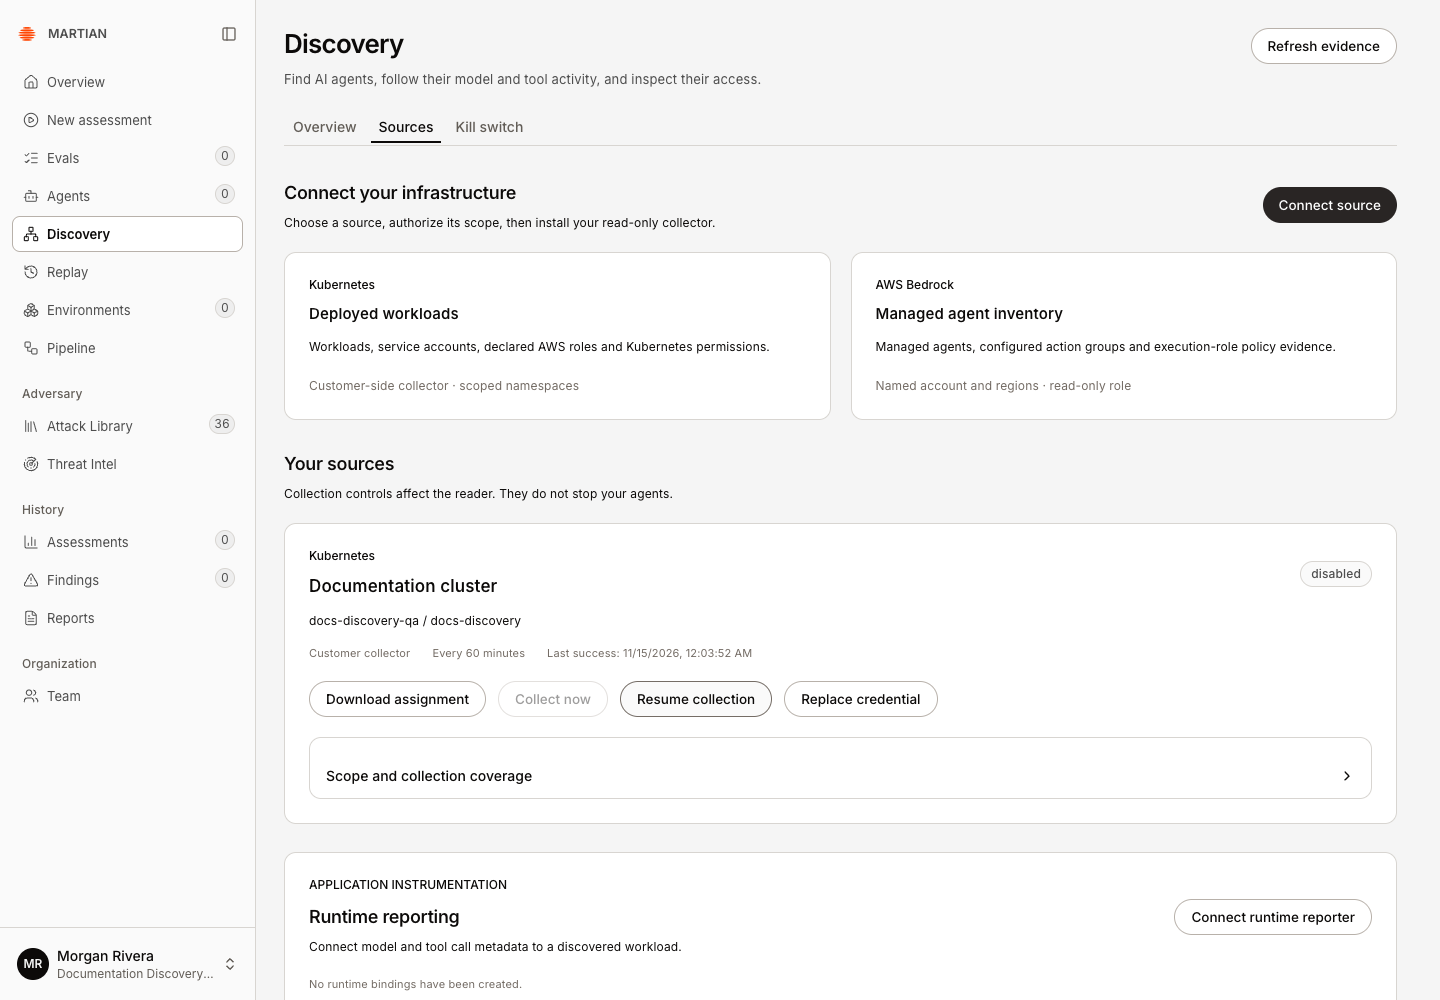 MARTIAN
Overview
New assessment
Evals 0
Agents 0
Discovery
Replay
Environments 0
Pipeline
Adversary
Attack Library 36
Threat Intel
History
Assessments 0
Findings 0
Reports
Organization
Team
MR
Morgan Rivera
Documentation Discovery...
Discovery
Find AI agents, follow their model and tool activity, and inspect their access.
Refresh evidence
Overview Sources Kill switch
Connect your infrastructure
Choose a source, authorize its scope, then install your read-only collector.
Connect source
Kubernetes
Deployed workloads
Workloads, service accounts, declared AWS roles and Kubernetes permissions.
Customer-side collector · scoped namespaces
AWS Bedrock
Managed agent inventory
Managed agents, configured action groups and execution-role policy evidence.
Named account and regions · read-only role
Your sources
Collection controls affect the reader. They do not stop your agents.
Kubernetes
Documentation cluster
disabled
docs-discovery-qa / docs-discovery
Customer collector Every 60 minutes Last success: 11/15/2026, 12:03:52 AM
Download assignment Collect now Resume collection Replace credential
Scope and collection coverage
APPLICATION INSTRUMENTATION
Runtime reporting
Connect runtime reporter
Connect model and tool call metadata to a discovered workload.
No runtime bindings have been created.